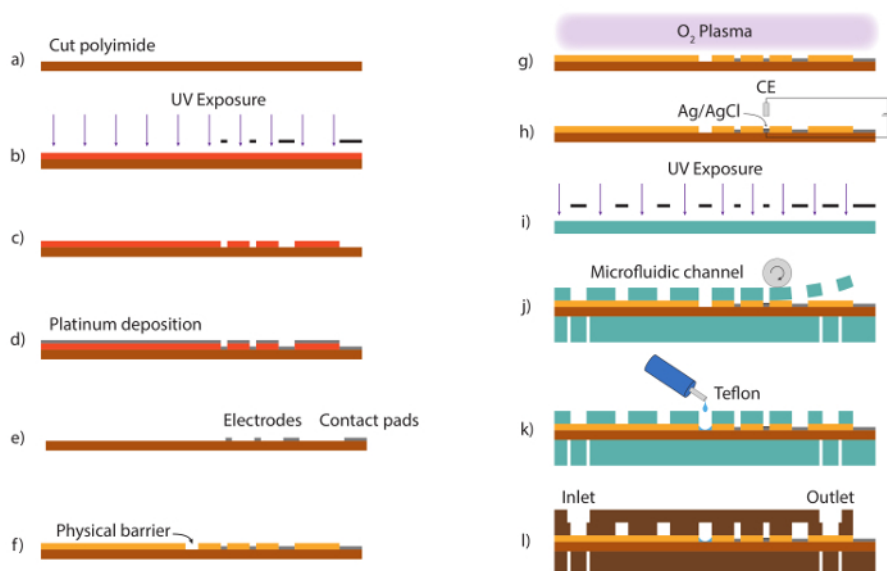 a)
Cut polyimide
UV Exposure
b)
c)
Platinum deposition
d)
Electrodes
Contact pads
e)
Physical barrier
f)
O₂ Plasma
g)
CE
Ag/AgCl
h)
UV Exposure
i)
Microfluidic channel
j)
Teflon
k)
Inlet
Outlet
l)